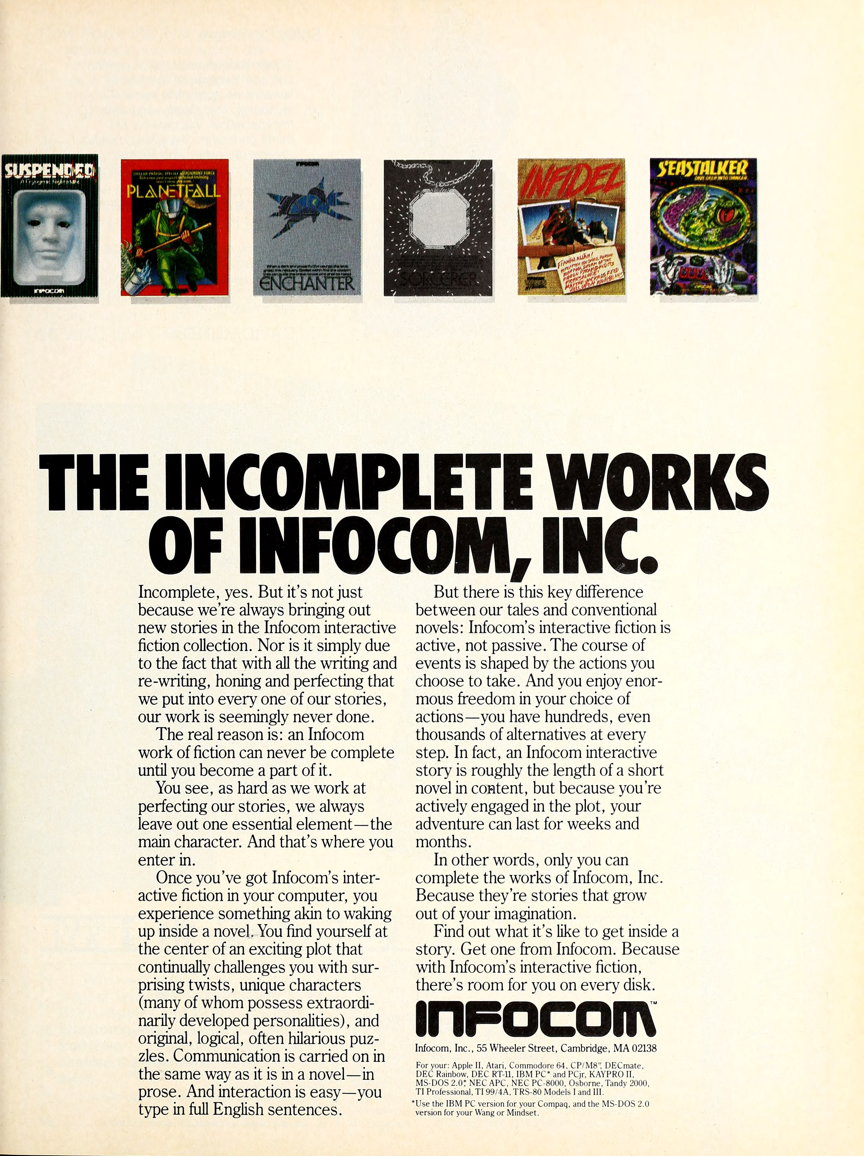 SUSPENDED
A Cryogenic Nightmare
INFOCOM
PLANETFALL
INFOCOM
ENCHANTER
SORCERER
INFIDEL
SEASTALKER
THE INCOMPLETE WORKS
OF INFOCOM, INC.
Incomplete, yes. But it's not just
because we're always bringing out
new stories in the Infocom interactive
fiction collection. Nor is it simply due
to the fact that with all the writing and
re-writing, honing and perfecting that
we put into every one of our stories,
our work is seemingly never done.
The real reason is: an Infocom
work of fiction can never be complete
until you become a part of it.
You see, as hard as we work at
perfecting our stories, we always
leave out one essential element—the
main character. And that's where you
enter in.
Once you've got Infocom's inter-
active fiction in your computer, you
experience something akin to waking
up inside a novel. You find yourself at
the center of an exciting plot that
continually challenges you with sur-
prising twists, unique characters
(many of whom possess extraordi-
narily developed personalities), and
original, logical, often hilarious puz-
zles. Communication is carried on in
the same way as it is in a novel—in
prose. And interaction is easy—you
type in full English sentences.
But there is this key difference
between our tales and conventional
novels: Infocom's interactive fiction is
active, not passive. The course of
events is shaped by the actions you
choose to take. And you enjoy enor-
mous freedom in your choice of
actions—you have hundreds, even
thousands of alternatives at every
step. In fact, an Infocom interactive
story is roughly the length of a short
novel in content, but because you're
actively engaged in the plot, your
adventure can last for weeks and
months.
In other words, only you can
complete the works of Infocom, Inc.
Because they're stories that grow
out of your imagination.
Find out what it's like to get inside a
story. Get one from Infocom. Because
with Infocom's interactive fiction,
there's room for you on every disk.
INFOCOM™
Infocom, Inc., 55 Wheeler Street, Cambridge, MA 02138
For your: Apple II, Atari, Commodore 64, CP/M8", DECmate,
DEC Rainbow, DEC RT-11, IBM PC* and PCjr, KAYPRO II,
MS-DOS 2.0,* NEC APC, NEC PC-8000, Osborne, Tandy 2000,
TI Professional, TI 99/4A, TRS-80 Models I and III.
*Use the IBM PC version for your Compaq, and the MS-DOS 2.0
version for your Wang or Mindset.